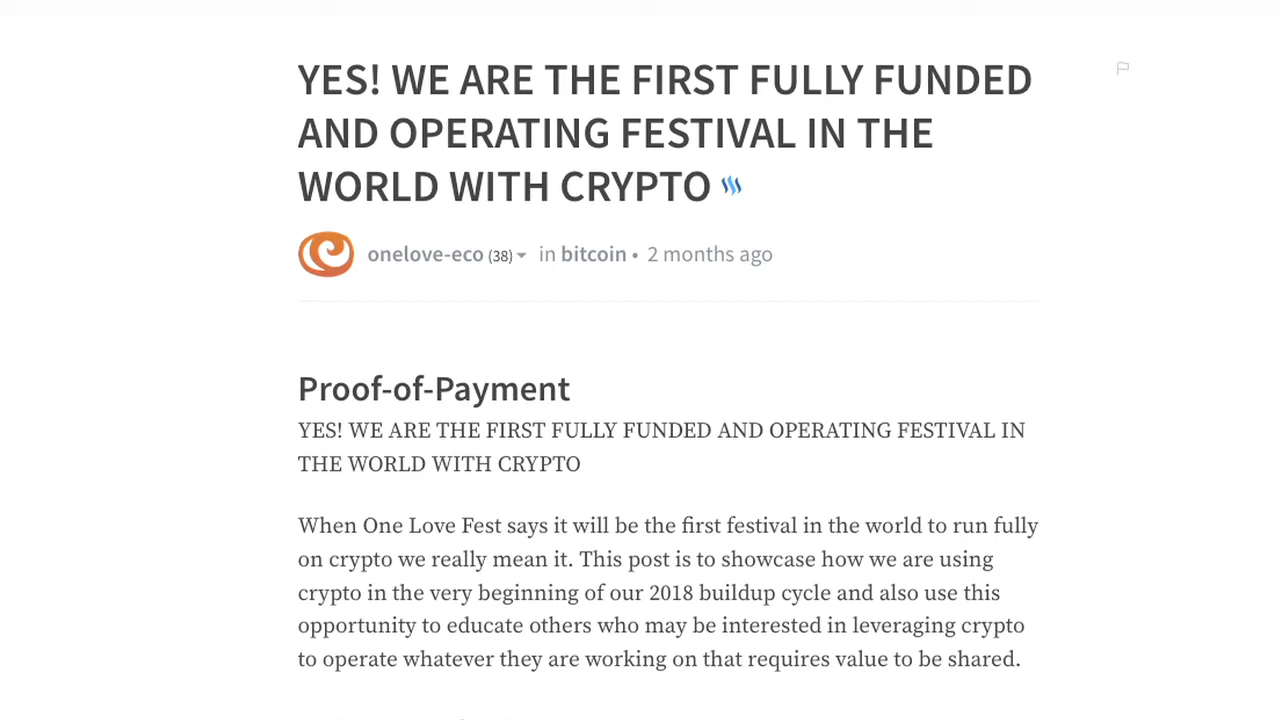 YES! WE ARE THE FIRST FULLY FUNDED
AND OPERATING FESTIVAL IN THE
WORLD WITH CRYPTO
onelove-eco (38) in bitcoin • 2 months ago
Proof-of-Payment
YES! WE ARE THE FIRST FULLY FUNDED AND OPERATING FESTIVAL IN
THE WORLD WITH CRYPTO
When One Love Fest says it will be the first festival in the world to run fully
on crypto we really mean it. This post is to showcase how we are using
crypto in the very beginning of our 2018 buildup cycle and also use this
opportunity to educate others who may be interested in leveraging crypto
to operate whatever they are working on that requires value to be shared.